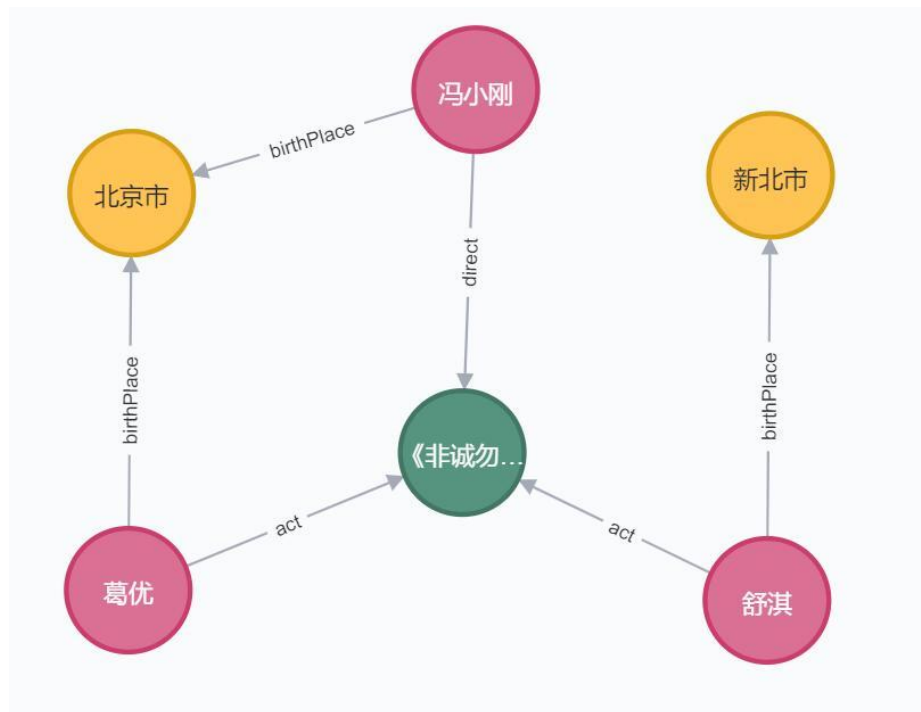 冯小刚
birthPlace
北京市
新北市
direct
birthPlace
birthPlace
《非诚勿...
act
act
葛优
舒淇